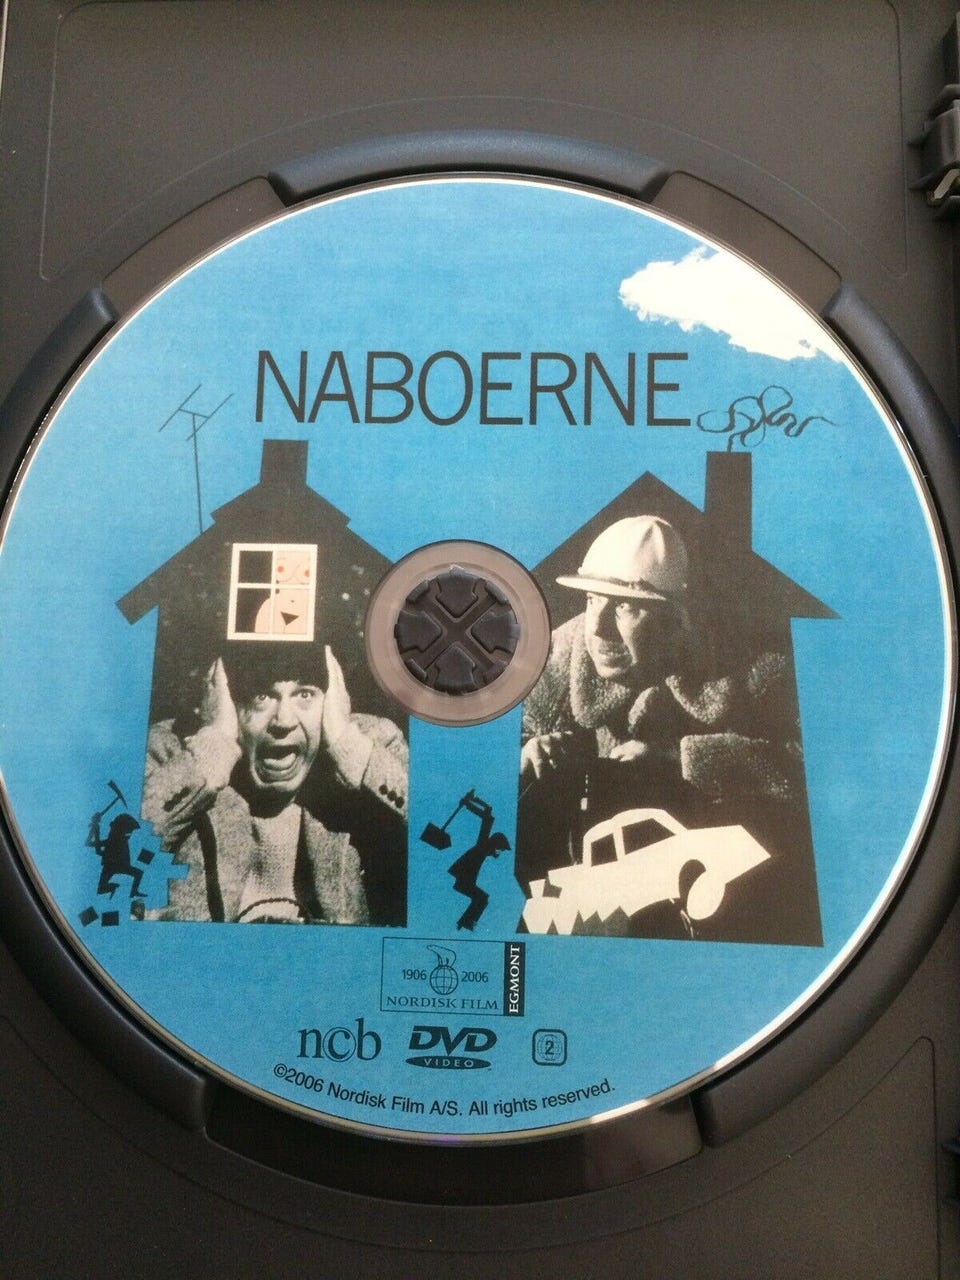 NABOERNE
1906 2006
NORDISK FILM
EGMONT
ncb
DVD
VIDEO
2
©2006 Nordisk Film A/S. All rights reserved.